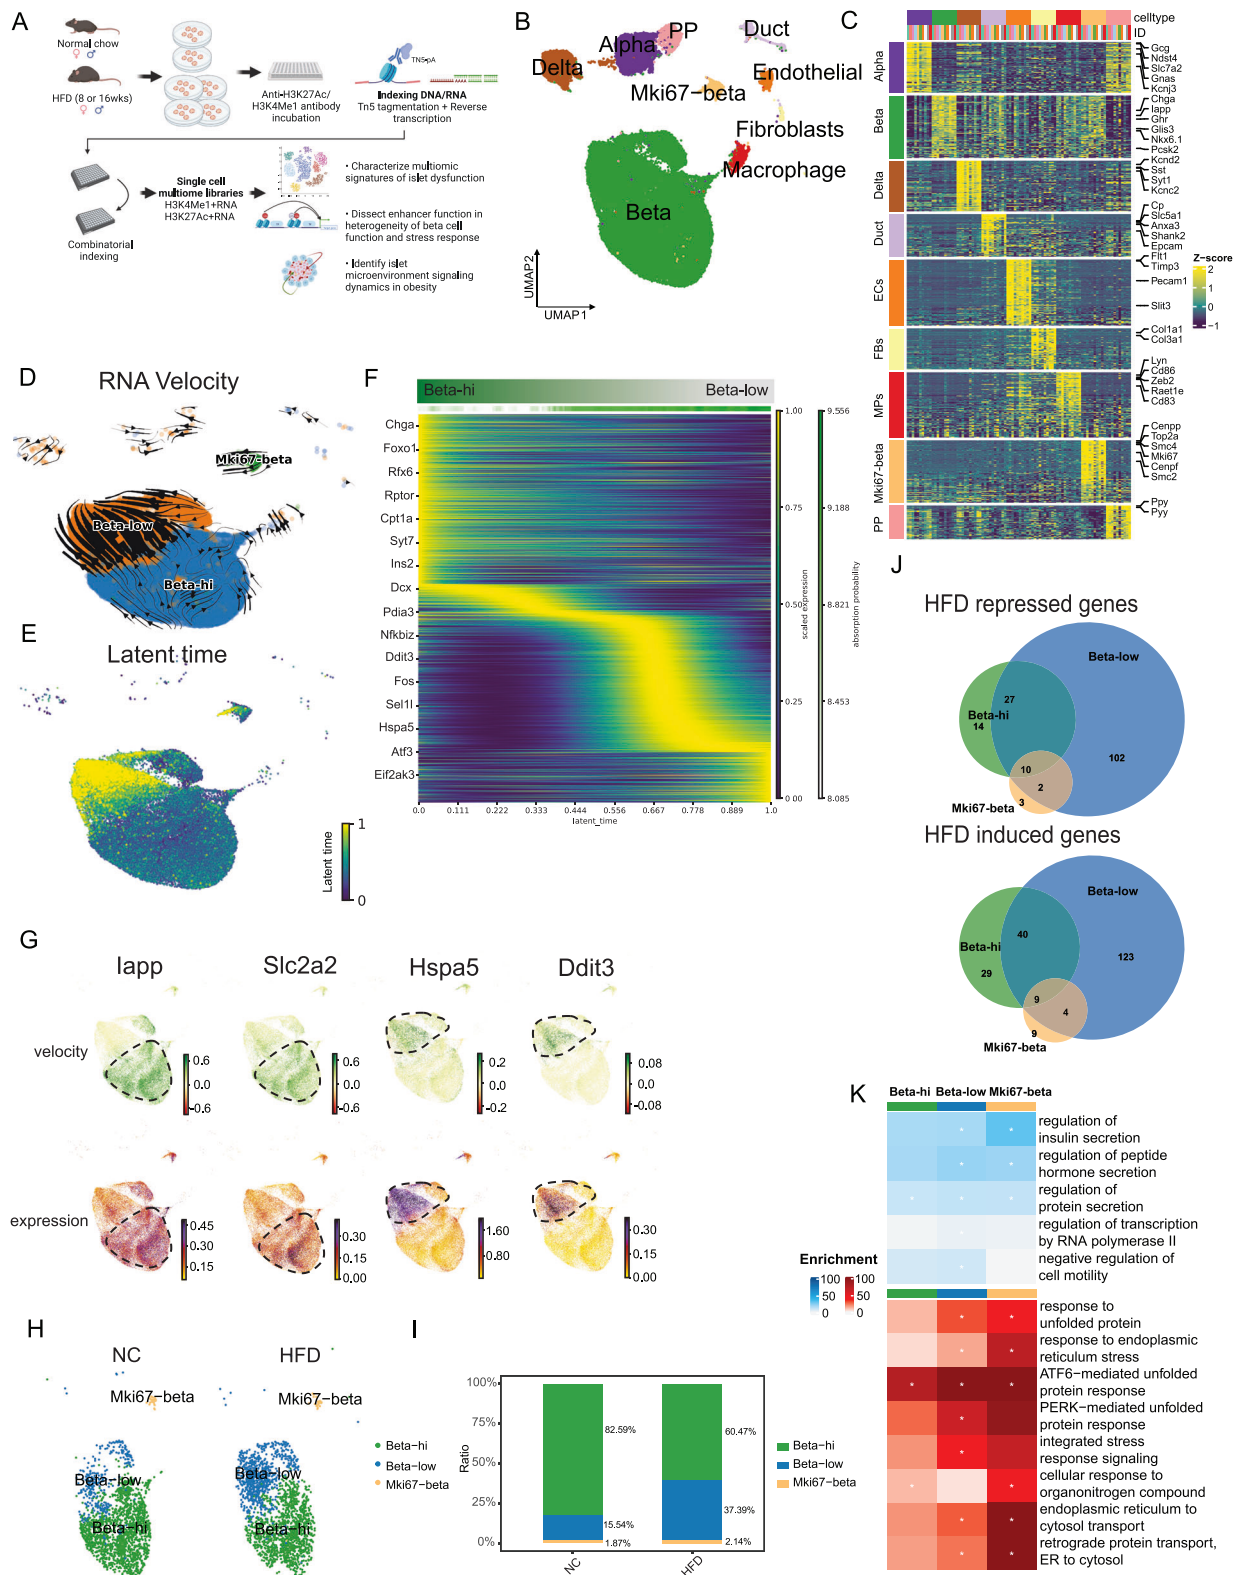 A
Normal chow
♀ ♂
HFD (8 or 16wks)
♀ ♂
Anti-H3K27Ac/
H3K4Me1 antibody
incubation
TN5-pA
Indexing DNA/RNA
Tn5 tagmentation + Reverse
transcription
Combinatorial
indexing
Single cell
multiome libraries
H3K4Me1+RNA
H3K27Ac+RNA
• Characterize multiomic
signatures of islet dysfunction
• Dissect enhancer function in
heterogeneity of beta cell
function and stress response
• Identify islet
microenvironment signaling
dynamics in obesity
B
PP
Alpha
Duct
Delta
Endothelial
Mki67−beta
Fibroblasts
Macrophage
Beta
UMAP2
UMAP1
C
celltype
ID
Alpha
Beta
Delta
Duct
ECs
FBs
MPs
Mki67-beta
PP
Gcg
Ndst4
Slc7a2
Gnas
Kcnj3
Chga
Iapp
Ghr
Glis3
Nkx6.1
Pcsk2
Kcnd2
Sst
Syt1
Kcnc2
Cp
Slc5a1
Anxa3
Shank2
Epcam
Flt1
Timp3
Pecam1
Slit3
Col1a1
Col3a1
Lyn
Cd86
Zeb2
Raet1e
Cd83
Cenpp
Top2a
Smc4
Mki67
Cenpf
Smc2
Ppy
Pyy
Z−score
2
1
0
−1
D
RNA Velocity
Mki67-beta
Beta-low
Beta-hi
E
Latent time
Latent time
1
0
F
Beta-hi
Beta-low
Chga
Foxo1
Rfx6
Rptor
Cpt1a
Syt7
Ins2
Dcx
Pdia3
Nfkbiz
Ddit3
Fos
Sel1l
Hspa5
Atf3
Eif2ak3
0.0 0.111 0.222 0.333 0.444 0.556 0.667 0.778 0.889 1.0
latent_time
1.00
0.75
0.50
0.25
0.00
scaled expression
9.556
9.188
8.821
8.453
8.085
absorption probability
G
Iapp
Slc2a2
Hspa5
Ddit3
velocity
0.6
0.0
-0.6
0.6
0.0
-0.6
0.2
0.0
-0.2
0.08
0.0
-0.08
expression
0.45
0.30
0.15
0.30
0.15
0.00
1.60
0.80
0.30
0.15
0.00
H
NC
HFD
Mki67−beta
Mki67−beta
Beta−low
Beta−low
Beta−hi
Beta−hi
Beta−hi
Beta−low
Mki67−beta
I
Ratio
100%
75%
50%
25%
0%
82.59%
15.54%
1.87%
60.47%
37.39%
2.14%
NC
HFD
Beta−hi
Beta−low
Mki67−beta
J
HFD repressed genes
Beta-low
27
Beta-hi
14
102
10
2
3
Mki67-beta
HFD induced genes
Beta-low
40
Beta-hi
29
123
9
4
9
Mki67-beta
K
Beta-hi Beta-low Mki67-beta
regulation of
insulin secretion
regulation of peptide
hormone secretion
regulation of
protein secretion
regulation of transcription
by RNA polymerase II
negative regulation of
cell motility
Enrichment
100 100
50 50
0 0
response to
unfolded protein
response to endoplasmic
reticulum stress
ATF6−mediated unfolded
protein response
PERK−mediated unfolded
protein response
integrated stress
response signaling
cellular response to
organonitrogen compound
endoplasmic reticulum to
cytosol transport
retrograde protein transport,
ER to cytosol